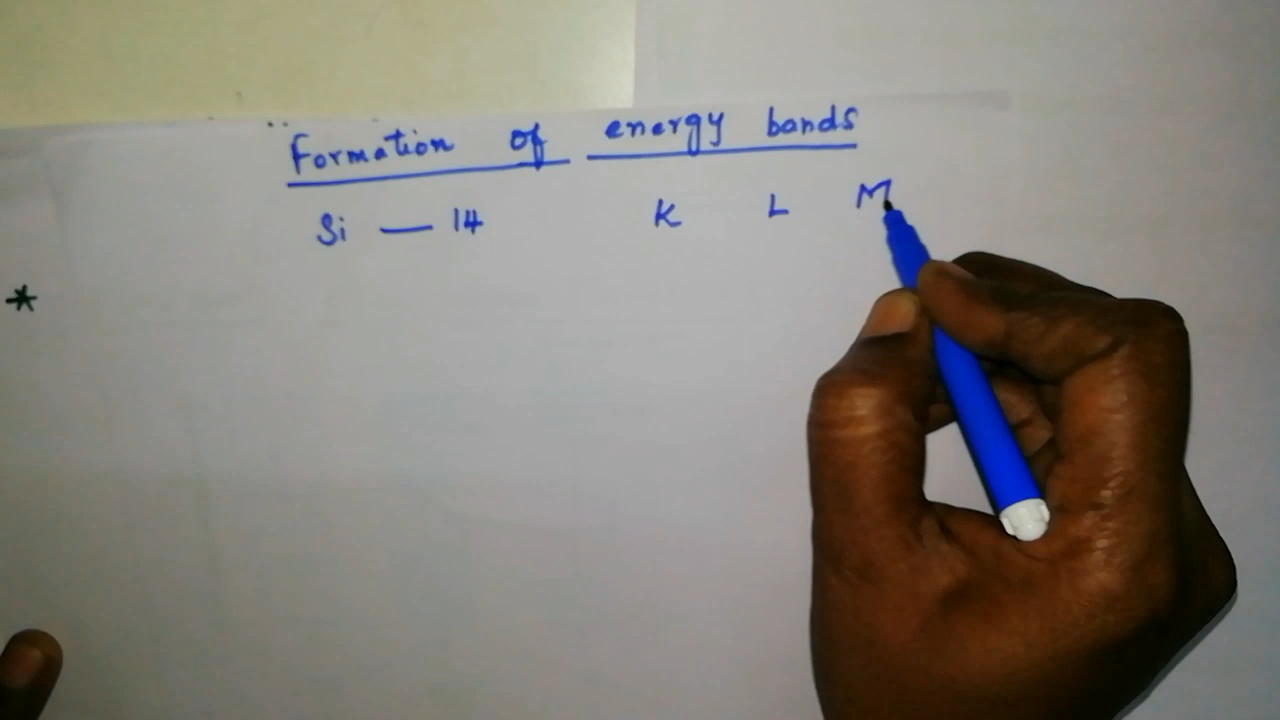 Formation of energy bands
Si — 14 K L M
*